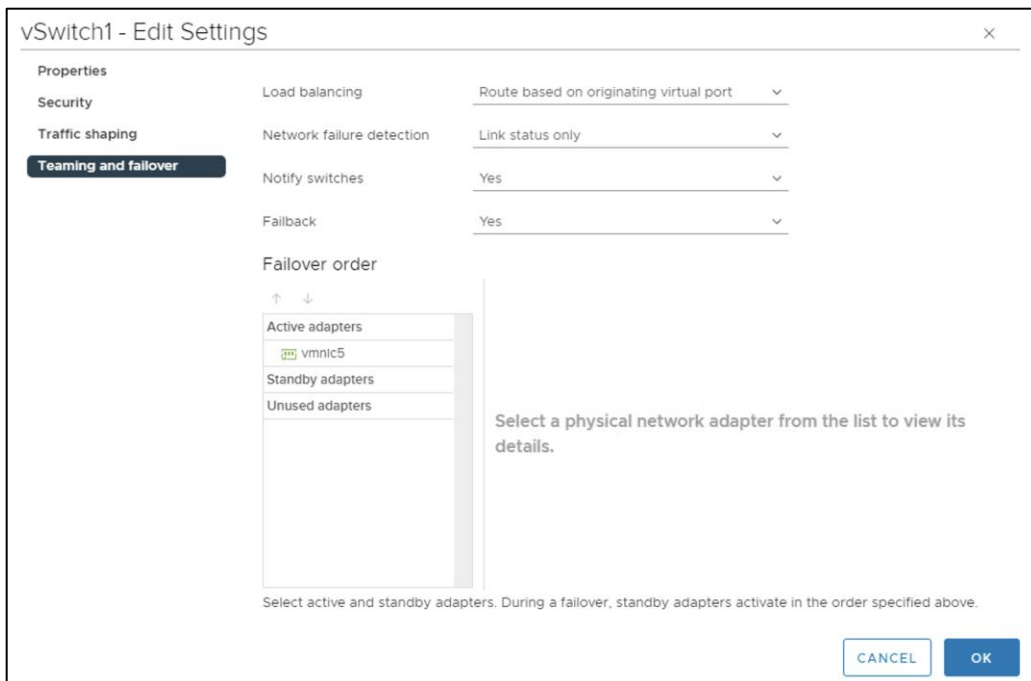 vSwitch1 - Edit Settings
Properties
Security
Traffic shaping
Teaming and failover
Load balancing
Route based on originating virtual port
Network failure detection
Link status only
Notify switches
Yes
Failback
Yes
Failover order
Active adapters
vmnic5
Standby adapters
Unused adapters
Select a physical network adapter from the list to view its
details.
Select active and standby adapters. During a failover, standby adapters activate in the order specified above.
CANCEL
OK